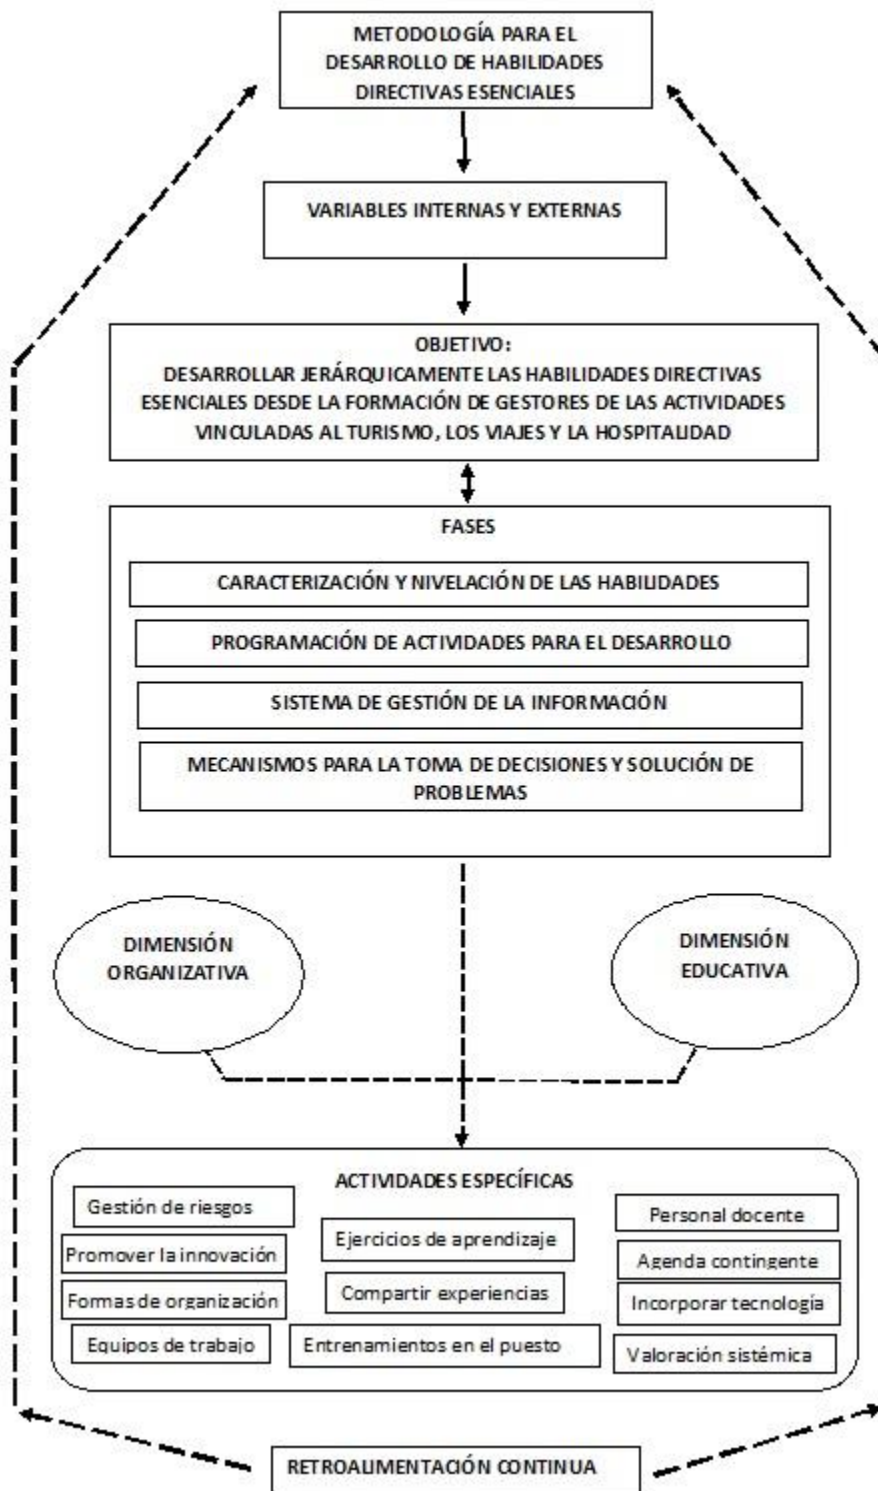 METODOLOGÍA PARA EL
DESARROLLO DE HABILIDADES
DIRECTIVAS ESENCIALES
VARIABLES INTERNAS Y EXTERNAS
OBJETIVO:
DESARROLLAR JERÁRQUICAMENTE LAS HABILIDADES DIRECTIVAS
ESENCIALES DESDE LA FORMACIÓN DE GESTORES DE LAS ACTIVIDADES
VINCULADAS AL TURISMO, LOS VIAJES Y LA HOSPITALIDAD
FASES
CARACTERIZACIÓN Y NIVELACIÓN DE LAS HABILIDADES
PROGRAMACIÓN DE ACTIVIDADES PARA EL DESARROLLO
SISTEMA DE GESTIÓN DE LA INFORMACIÓN
MECANISMOS PARA LA TOMA DE DECISIONES Y SOLUCIÓN DE
PROBLEMAS
DIMENSIÓN
ORGANIZATIVA
DIMENSIÓN
EDUCATIVA
ACTIVIDADES ESPECÍFICAS
Gestión de riesgos
Promover la innovación
Formas de organización
Equipos de trabajo
Ejercicios de aprendizaje
Compartir experiencias
Entrenamientos en el puesto
Personal docente
Agenda contingente
Incorporar tecnología
Valoración sistémica
RETROALIMENTACIÓN CONTINUA